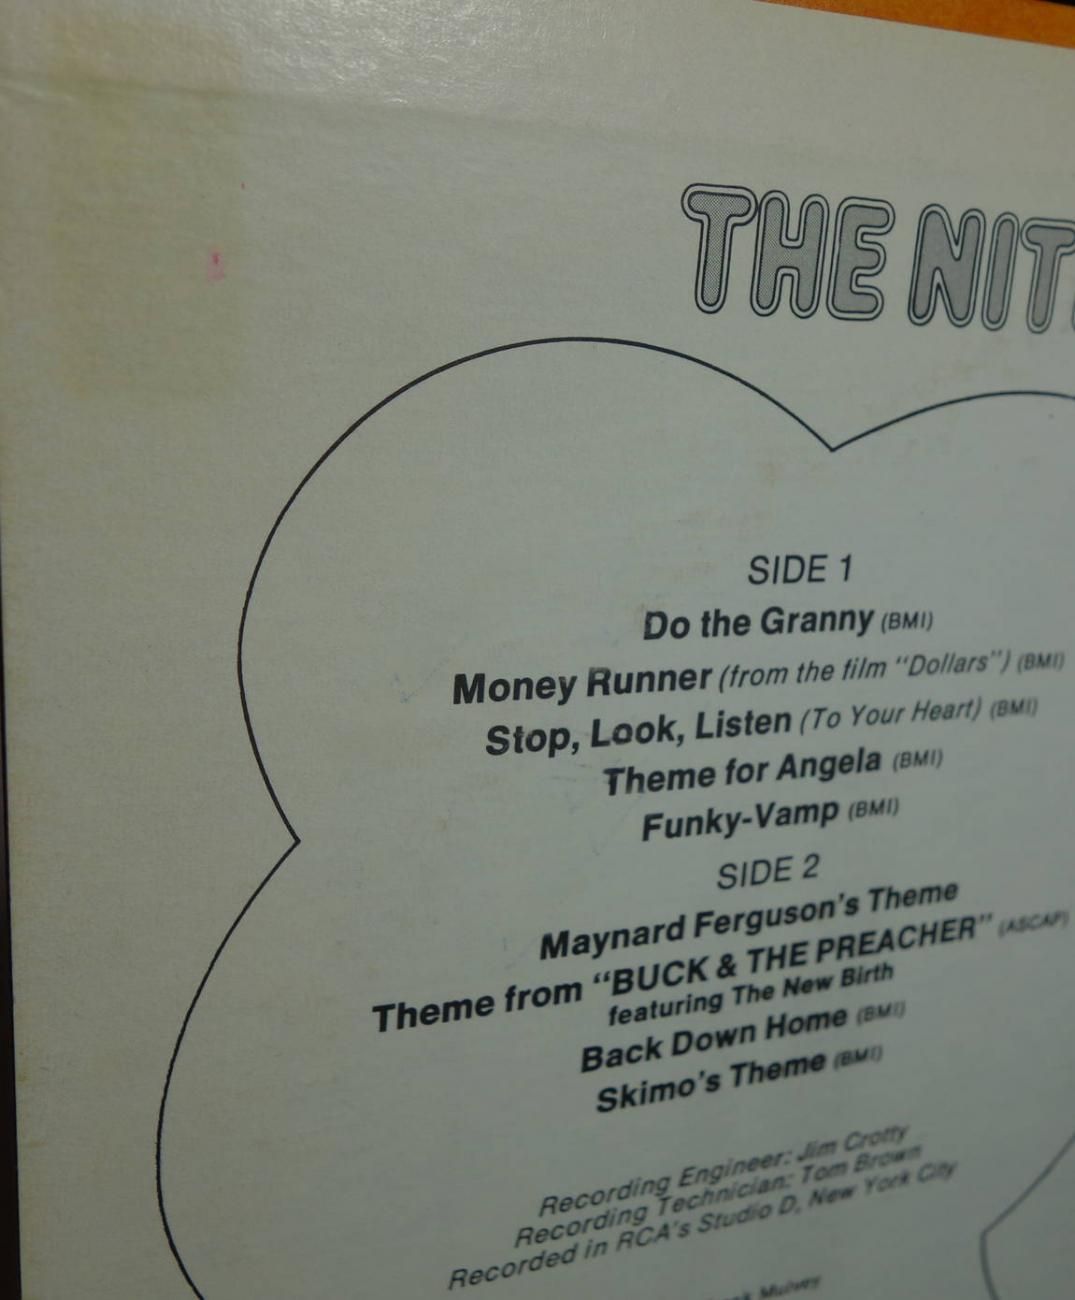 THE NIT
SIDE 1
Do the Granny (BMI)
Money Runner (from the film "Dollars") (BMI)
Stop, Look, Listen (To Your Heart) (BMI)
Theme for Angela (BMI)
Funky-Vamp (BMI)
SIDE 2
Maynard Ferguson's Theme
Theme from "BUCK & THE PREACHER" (ASCAP)
featuring The New Birth
Back Down Home (BMI)
Skimo's Theme (BMI)
Recording Engineer: Jim Crotty
Recording Technician: Tom Brown
Recorded in RCA's Studio D, New York City
Mulvey